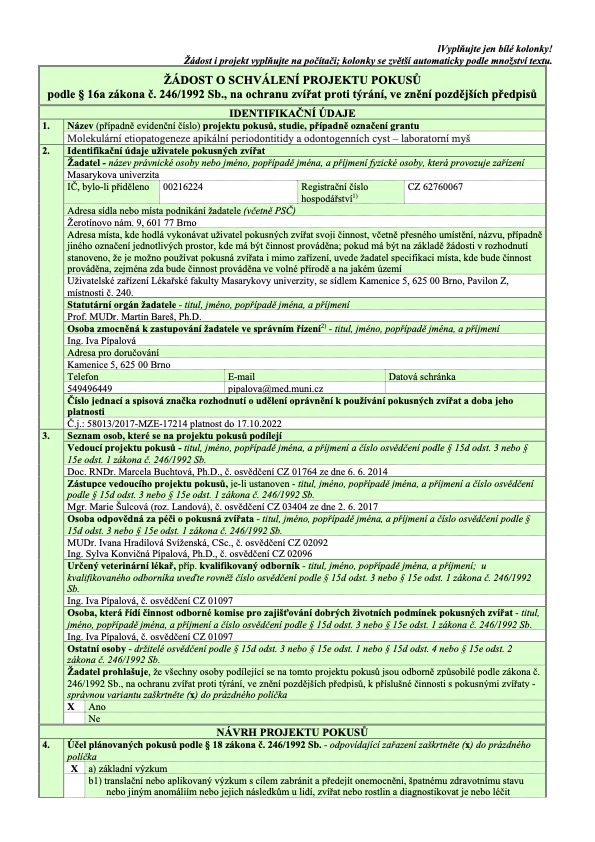 lVyplňujte jen bílé kolonky!
Žádost i projekt vyplňujte na počítači; kolonky se zvětší automaticky podle množství textu.
ŽÁDOST O SCHVÁLENÍ PROJEKTU POKUSŮ
podle § 16a zákona č. 246/1992 Sb., na ochranu zvířat proti týrání, ve znění pozdějších předpisů
IDENTIFIKAČNÍ ÚDAJE
1. Název (případně evidenční číslo) projektu pokusů, studie, případně označení grantu
Molekulární etiopatogeneze apikální periodontitidy a odontogenních cyst – laboratorní myš
2. Identifikační údaje uživatele pokusných zvířat
Žadatel - název právnické osoby nebo jméno, popřípadě jména, a příjmení fyzické osoby, která provozuje zařízení
Masarykova univerzita
IČ, bylo-li přiděleno 00216224 Registrační číslo CZ 62760067
hospodářství1)
Adresa sídla nebo místa podnikání žadatele (včetně PSČ)
Žerotínovo nám. 9, 601 77 Brno
Adresa místa, kde hodlá vykonávat uživatel pokusných zvířat svoji činnost, včetně přesného umístění, názvu, případně
jiného označení jednotlivých prostor, kde má být činnost prováděna; pokud má být na základě žádosti v rozhodnutí
stanoveno, že je možno používat pokusná zvířata i mimo zařízení, uvede žadatel specifikaci místa, kde bude činnost
prováděna, zejména zda bude činnost prováděna ve volné přírodě a na jakém území
Uživatelské zařízení Lékařské fakulty Masarykovy univerzity, se sídlem Kamenice 5, 625 00 Brno, Pavilon Z,
místnosti č. 240.
Statutární orgán žadatele - titul, jméno, popřípadě jména, a příjmení
Prof. MUDr. Martin Bareš, Ph.D.
Osoba zmocněná k zastupování žadatele ve správním řízení2) - titul, jméno, popřípadě jména, a příjmení
Ing. Iva Pípalová
Adresa pro doručování
Kamenice 5, 625 00 Brno
Telefon E-mail Datová schránka
549496449 pipalova@med.muni.cz
Číslo jednací a spisová značka rozhodnutí o udělení oprávnění k používání pokusných zvířat a doba jeho
platnosti
Č.j.: 58013/2017-MZE-17214 platnost do 17.10.2022
3. Seznam osob, které se na projektu pokusů podílejí
Vedoucí projektu pokusů - titul, jméno, popřípadě jména, a příjmení a číslo osvědčení podle § 15d odst. 3 nebo §
15e odst. 1 zákona č. 246/1992 Sb.
Doc. RNDr. Marcela Buchtová, Ph.D., č. osvědčení CZ 01764 ze dne 6. 6. 2014
Zástupce vedoucího projektu pokusů, je-li ustanoven - titul, jméno, popřípadě jména, a příjmení a číslo osvědčení
podle § 15d odst. 3 nebo § 15e odst. 1 zákona č. 246/1992 Sb.
Mgr. Marie Šulcová (roz. Landová), č. osvědčení CZ 03404 ze dne 2. 6. 2017
Osoba odpovědná za péči o pokusná zvířata - titul, jméno, popřípadě jména, a příjmení a číslo osvědčení podle §
15d odst. 3 nebo § 15e odst. 1 zákona č. 246/1992 Sb.
MUDr. Ivana Hradilová Svíženská, CSc., č. osvědčení CZ 02092
Ing. Sylva Konvičná Pípalová, Ph.D., č. osvědčení CZ 02096
Určený veterinární lékař, příp. kvalifikovaný odborník - titul, jméno, popřípadě jména, a příjmení; u
kvalifikovaného odborníka uveďte rovněž číslo osvědčení podle § 15d odst. 3 nebo § 15e odst. 1 zákona č. 246/1992
Sb.
Ing. Iva Pípalová, č. osvědčení CZ 01097
Osoba, která řídí činnost odborné komise pro zajišťování dobrých životních podmínek pokusných zvířat - titul,
jméno, popřípadě jména, a příjmení a číslo osvědčení podle § 15d odst. 3 nebo § 15e odst. 1 zákona č. 246/1992 Sb.
Ing. Iva Pípalová, č. osvědčení CZ 01097
Ostatní osoby - držitelé osvědčení podle § 15d odst. 3 nebo § 15e odst. 1 nebo § 15d odst. 4 nebo § 15e odst. 2
zákona č. 246/1992 Sb.
Žadatel prohlašuje, že všechny osoby podílející se na tomto projektu pokusů jsou odborně způsobilé podle zákona č.
246/1992 Sb., na ochranu zvířat proti týrání, ve znění pozdějších předpisů, k příslušné činnosti s pokusnými zvířaty -
správnou variantu zaškrtněte (x) do prázdného políčka
X Ano
Ne
NÁVRH PROJEKTU POKUSŮ
4. Účel plánovaných pokusů podle § 18 zákona č. 246/1992 Sb. - odpovídající zařazení zaškrtněte (x) do prázdného
políčka
X a) základní výzkum
b1) translační nebo aplikovaný výzkum s cílem zabránit a předejít onemocnění, špatnému zdravotnímu stavu
nebo jiným anomáliím nebo jejich následkům u lidí, zvířat nebo rostlin a diagnostikovat je nebo léčit